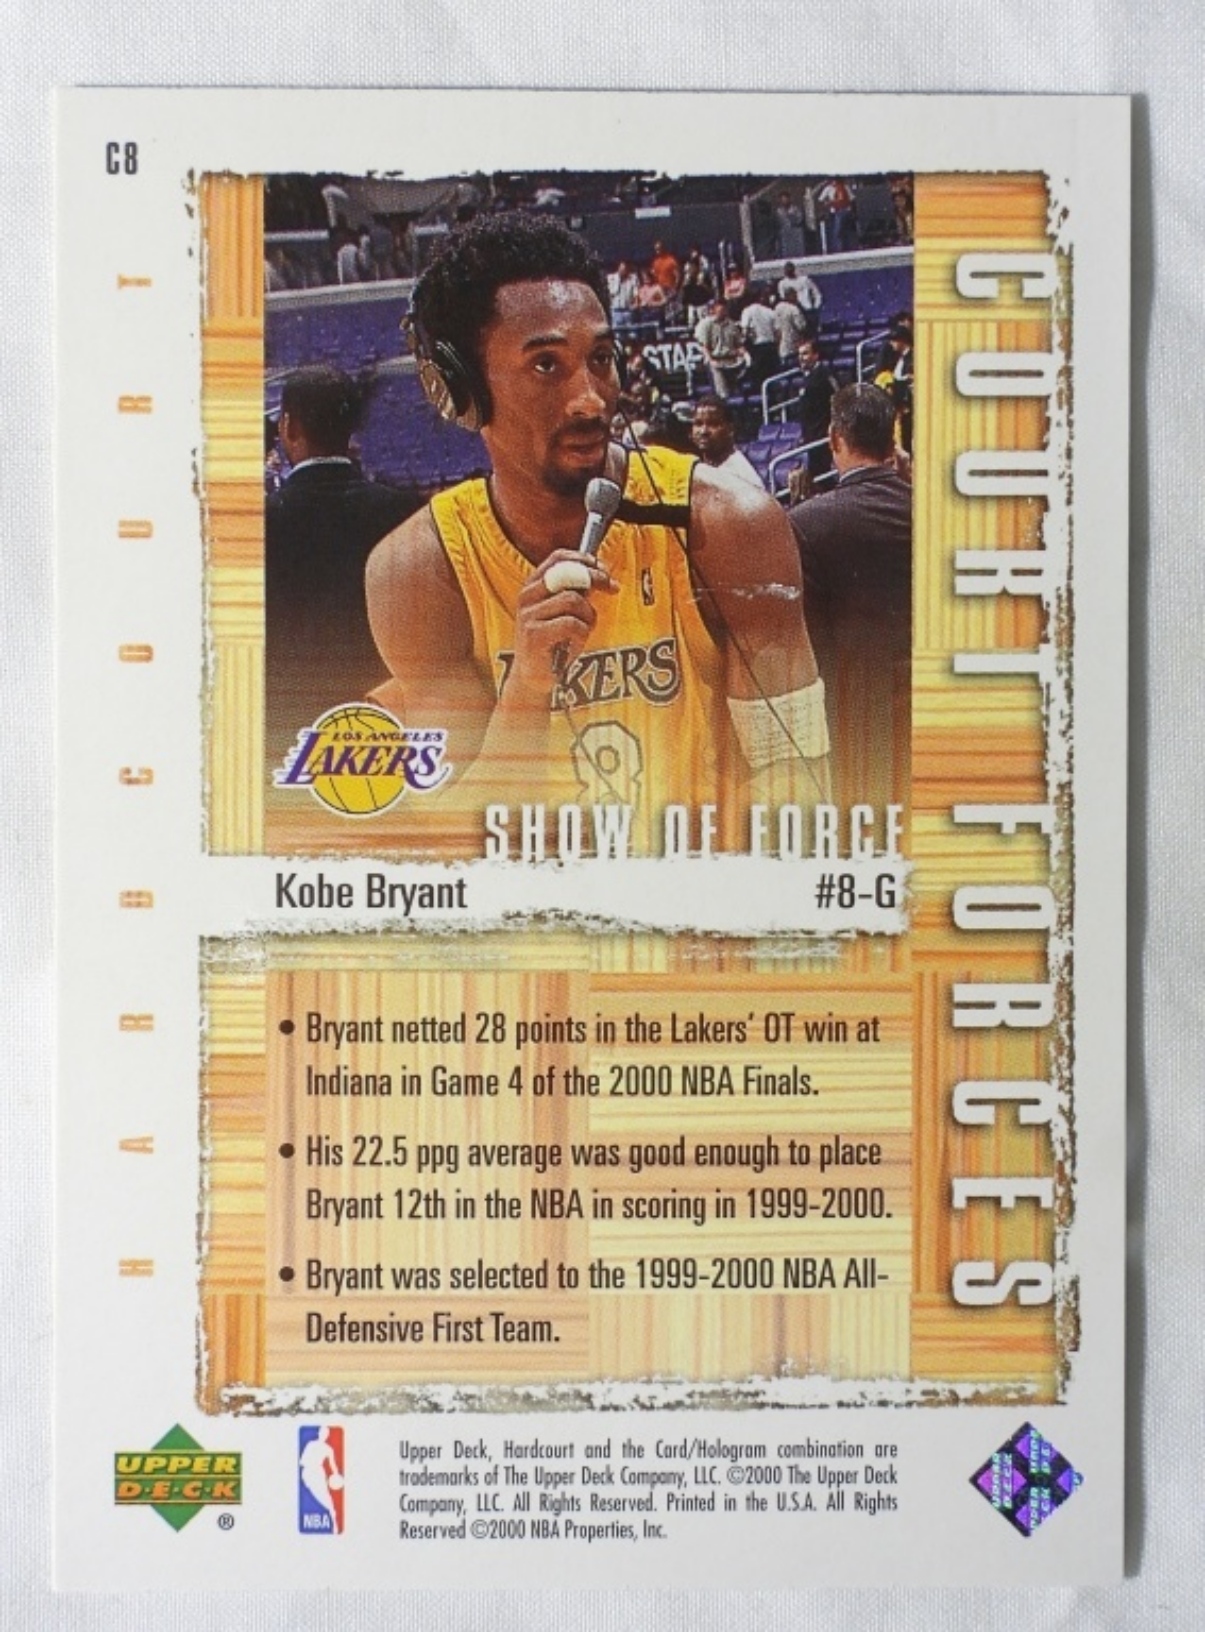 C8
HARDCOURT
COURT FORCES
STAP
LAKERS
8
LOS ANGELES
LAKERS
SHOW OF FORCE
Kobe Bryant #8-G
• Bryant netted 28 points in the Lakers' OT win at
Indiana in Game 4 of the 2000 NBA Finals.
• His 22.5 ppg average was good enough to place
Bryant 12th in the NBA in scoring in 1999-2000.
• Bryant was selected to the 1999-2000 NBA All-
Defensive First Team.
UPPER
D·E·C·K
®
NBA
Upper Deck, Hardcourt and the Card/Hologram combination are
trademarks of The Upper Deck Company, LLC. ©2000 The Upper Deck
Company, LLC. All Rights Reserved. Printed in the U.S.A. All Rights
Reserved ©2000 NBA Properties, Inc.
UPPER
DECK